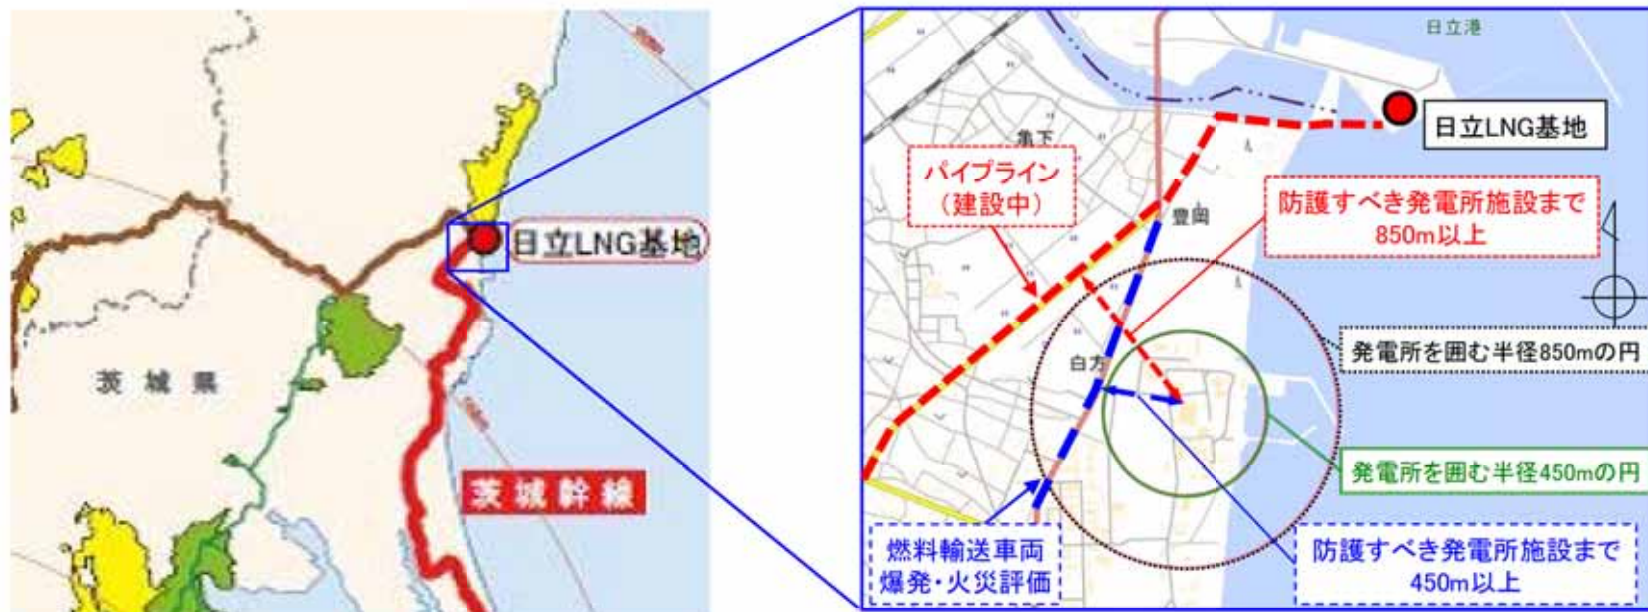 日立LNG基地
茨城県
茨城幹線
日立港
日立LNG基地
亀下
パイプライン
（建設中）
豊岡
防護すべき発電所施設まで
850m以上
発電所を囲む半径850mの円
白方
発電所を囲む半径450mの円
燃料輸送車両
爆発・火災評価
防護すべき発電所施設まで
450m以上